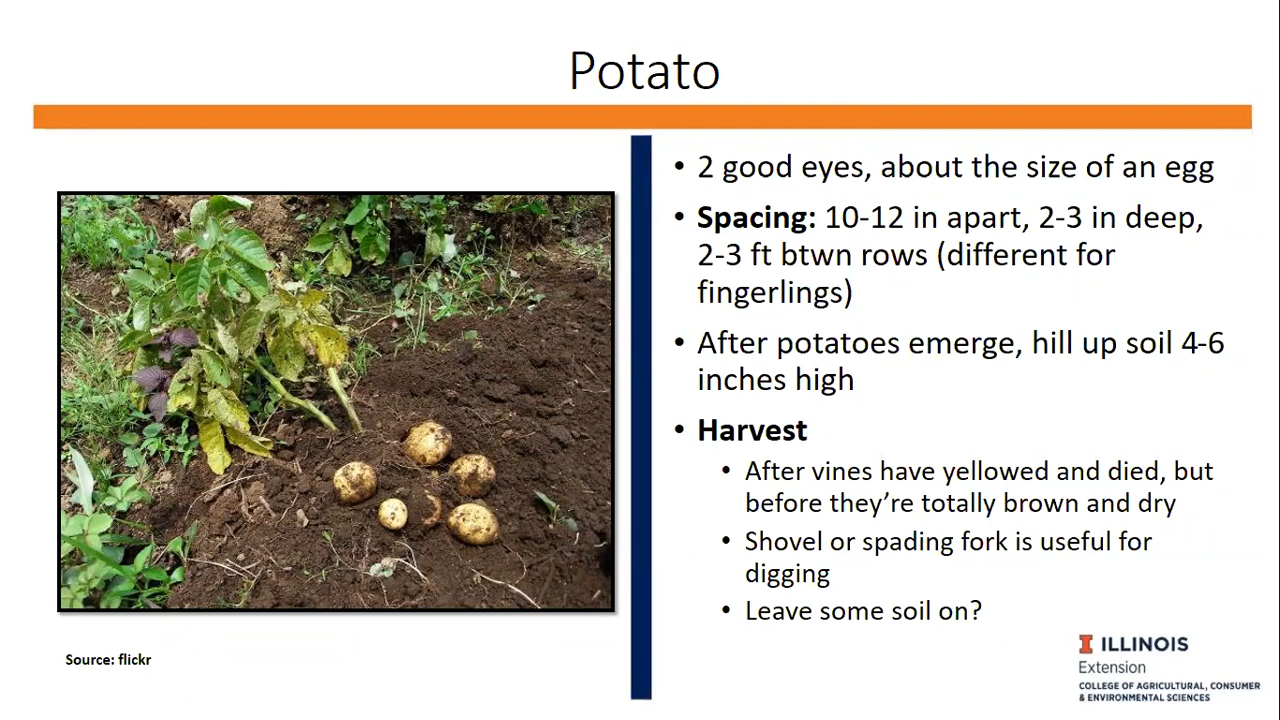 Potato
• 2 good eyes, about the size of an egg
• Spacing: 10-12 in apart, 2-3 in deep,
2-3 ft btwn rows (different for
fingerlings)
• After potatoes emerge, hill up soil 4-6
inches high
• Harvest
• After vines have yellowed and died, but
before they’re totally brown and dry
• Shovel or spading fork is useful for
digging
• Leave some soil on?
Source: flickr
I ILLINOIS
Extension
COLLEGE OF AGRICULTURAL, CONSUMER
& ENVIRONMENTAL SCIENCES